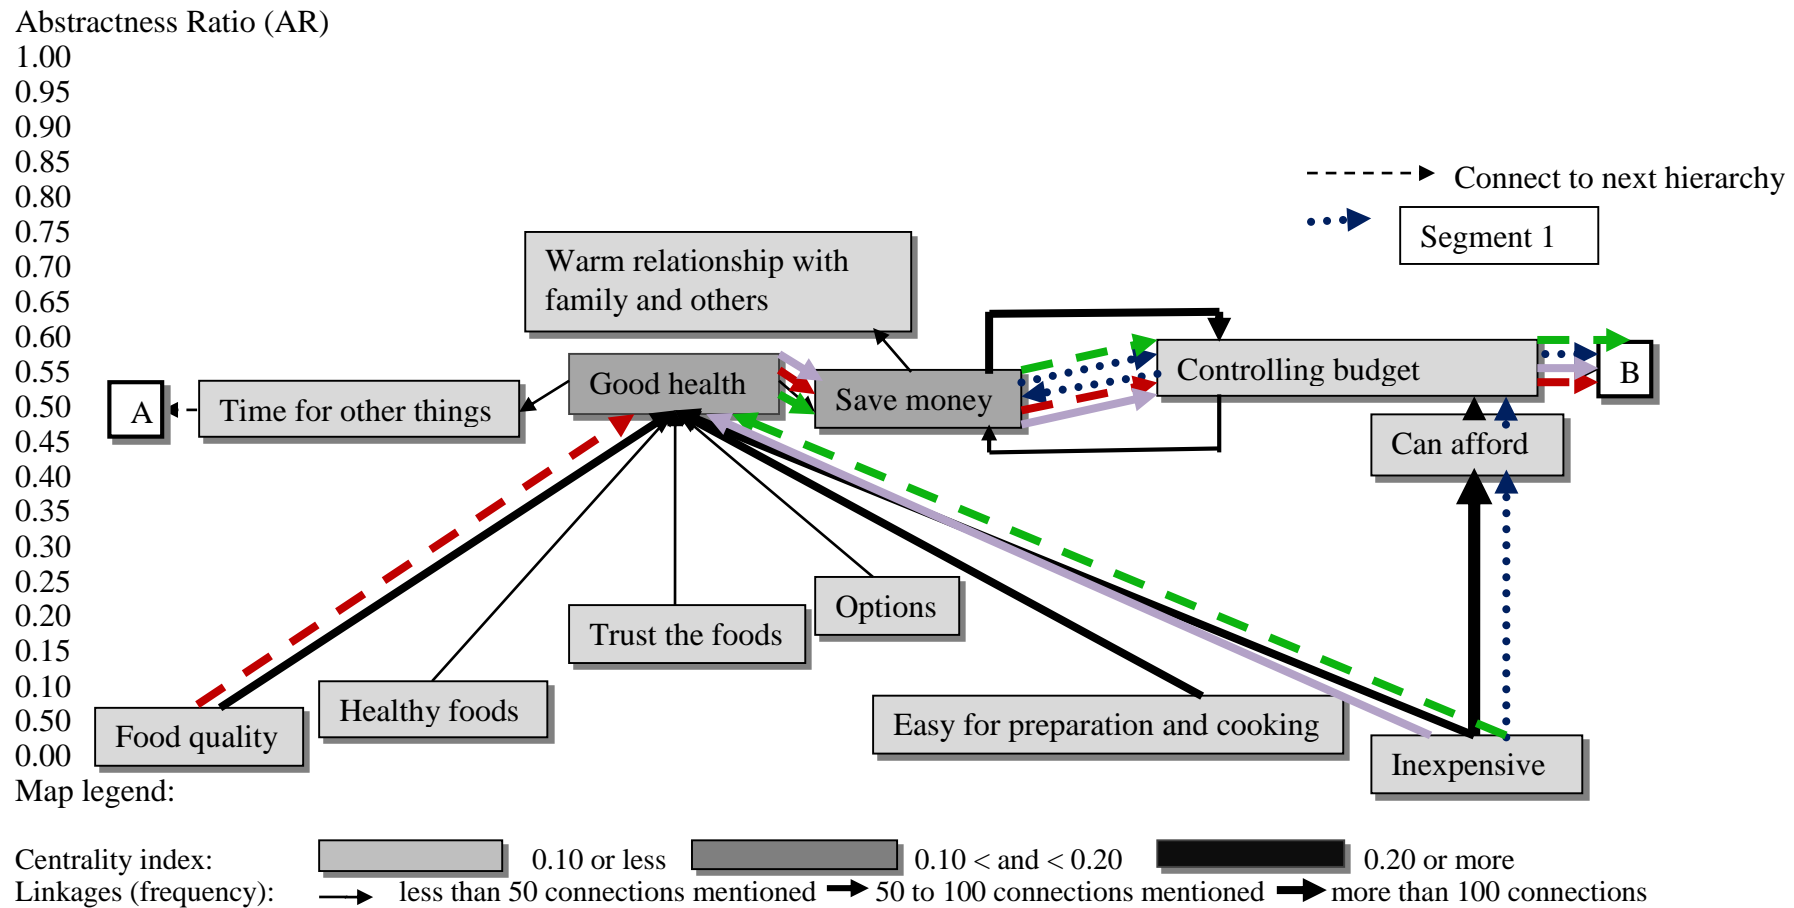 Abstractness Ratio (AR)
1.00
0.95
0.90
0.85
0.80
0.75
0.70
0.65
0.60
0.55
0.50
0.45
0.40
0.35
0.30
0.25
0.20
0.15
0.10
0.50
0.00
Connect to next hierarchy
Segment 1
Warm relationship with
family and others
Good health
Save money
Controlling budget
B
A
Time for other things
Can afford
Options
Trust the foods
Healthy foods
Food quality
Easy for preparation and cooking
Inexpensive
Map legend:
Centrality index: 0.10 or less 0.10 < and < 0.20 0.20 or more
Linkages (frequency): less than 50 connections mentioned 50 to 100 connections mentioned more than 100 connections